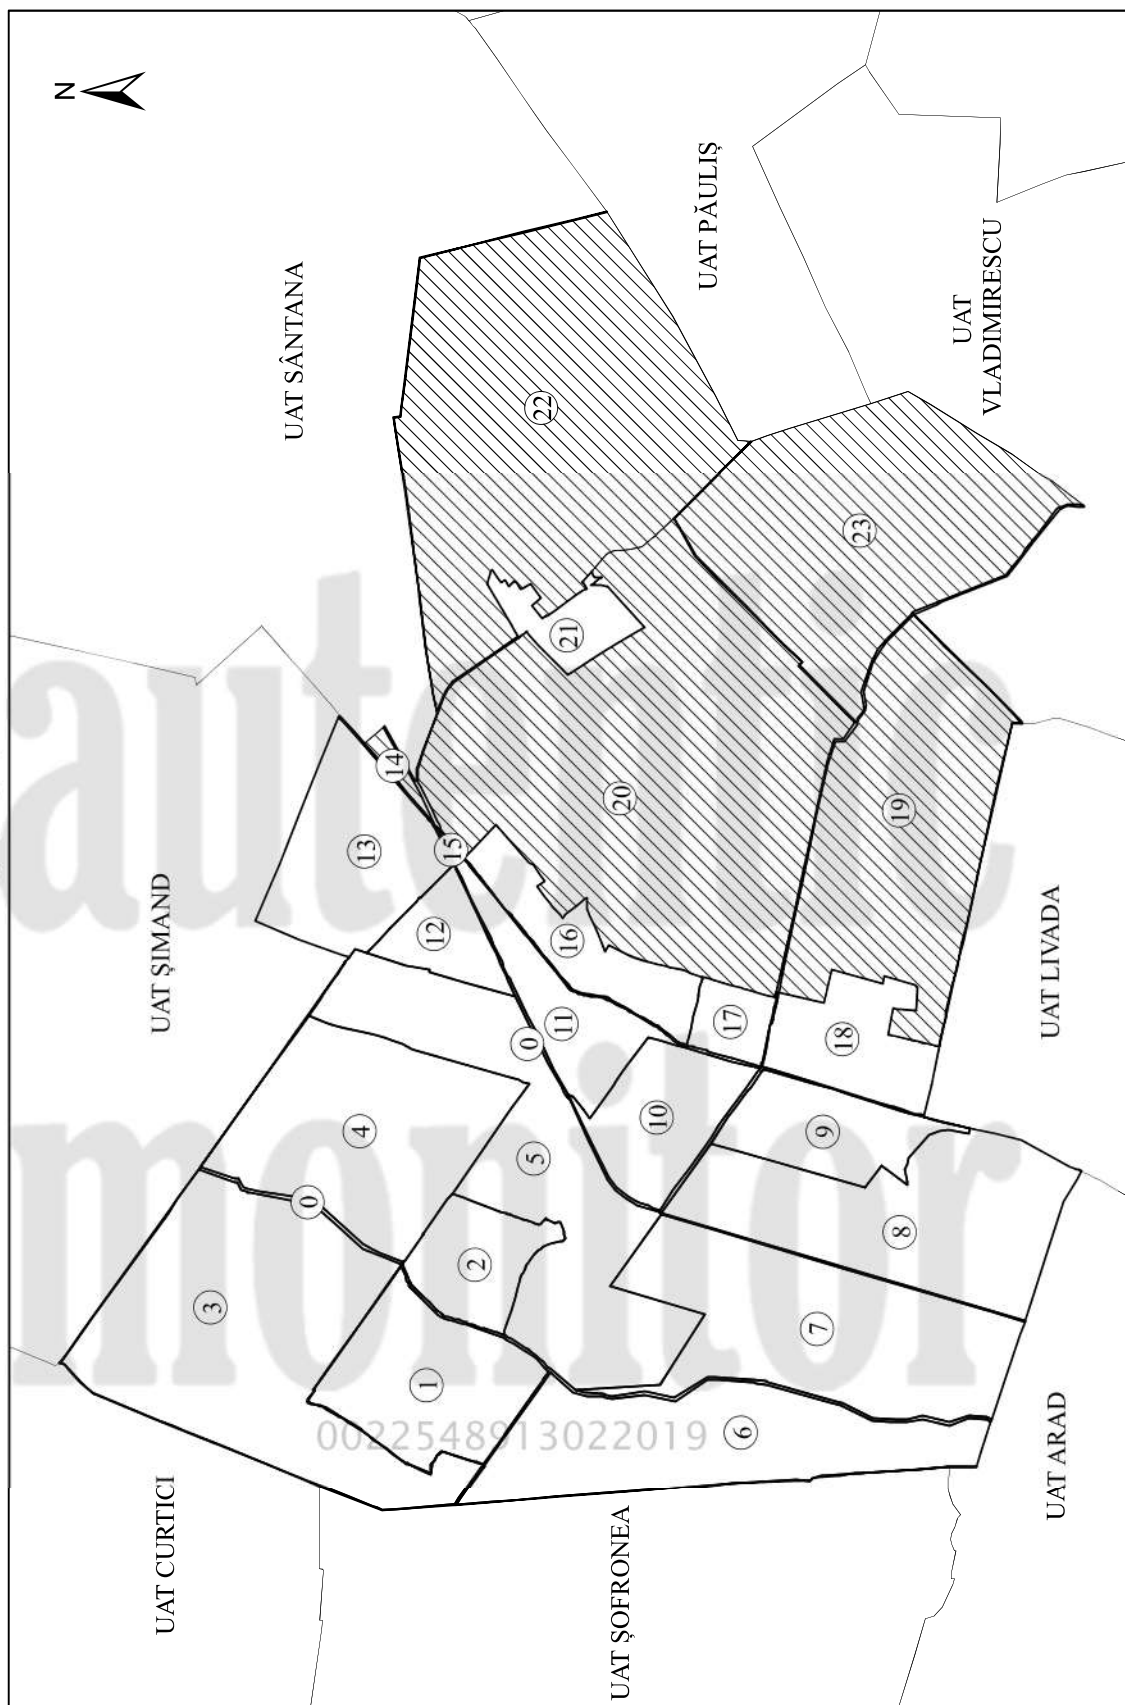 N
UAT SÂNTANA
UAT PĂULIȘ
UAT
VLADIMIRESCU
UAT ȘIMAND
UAT LIVADA
UAT CURTICI
UAT ȘOFRONEA
UAT ARAD
22
23
21
20
19
14
15
13
12
16
11
0
17
18
10
9
4
5
8
0
2
3
7
1
6
autentic
monitor
0022548913022019